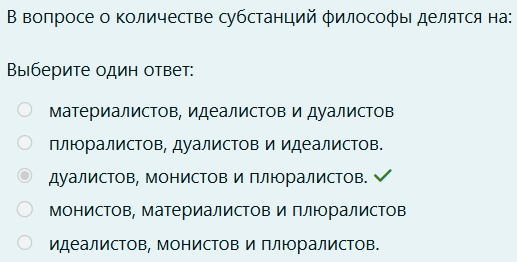 В вопросе о количестве субстанций философы делятся на:
Выберите один ответ:
материалистов, идеалистов и дуалистов
плюралистов, дуалистов и идеалистов.
дуалистов, монистов и плюралистов.
монистов, материалистов и плюралистов
идеалистов, монистов и плюралистов.